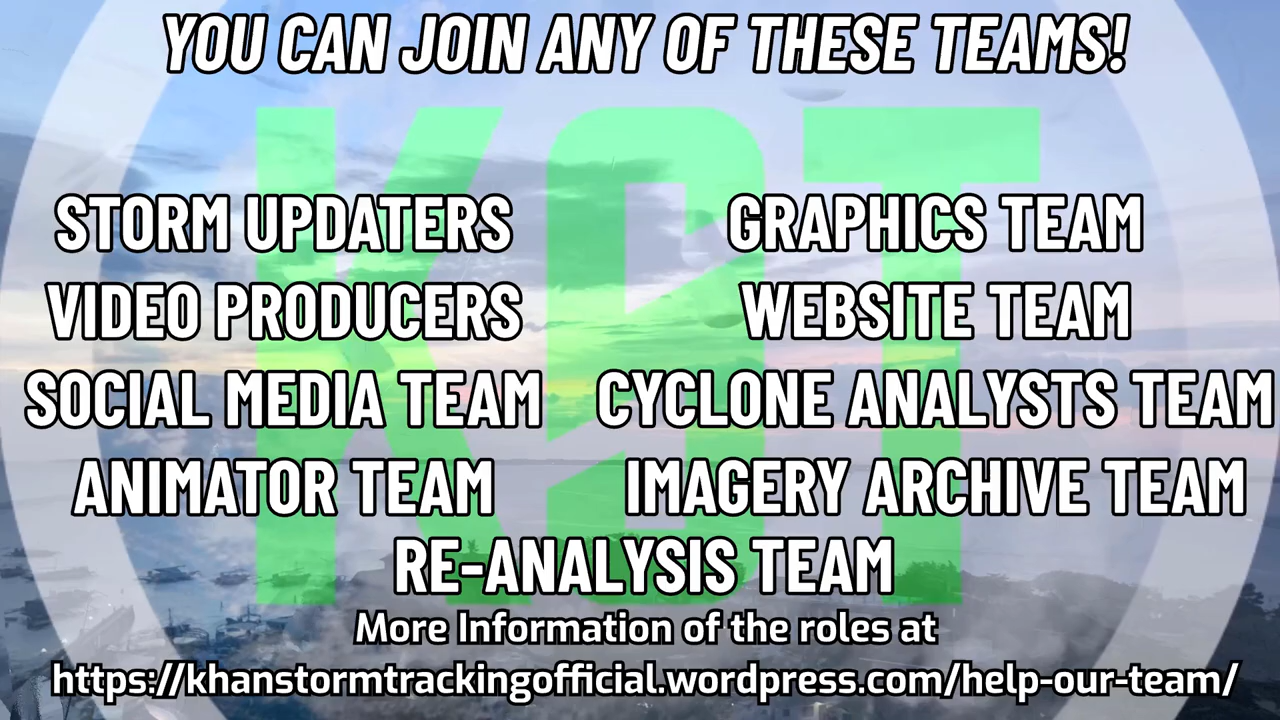 YOU CAN JOIN ANY OF THESE TEAMS!
KST
STORM UPDATERS
GRAPHICS TEAM
VIDEO PRODUCERS
WEBSITE TEAM
SOCIAL MEDIA TEAM
CYCLONE ANALYSTS TEAM
ANIMATOR TEAM
IMAGERY ARCHIVE TEAM
RE-ANALYSIS TEAM
More Information of the roles at
https://khanstormtrackingofficial.wordpress.com/help-our-team/